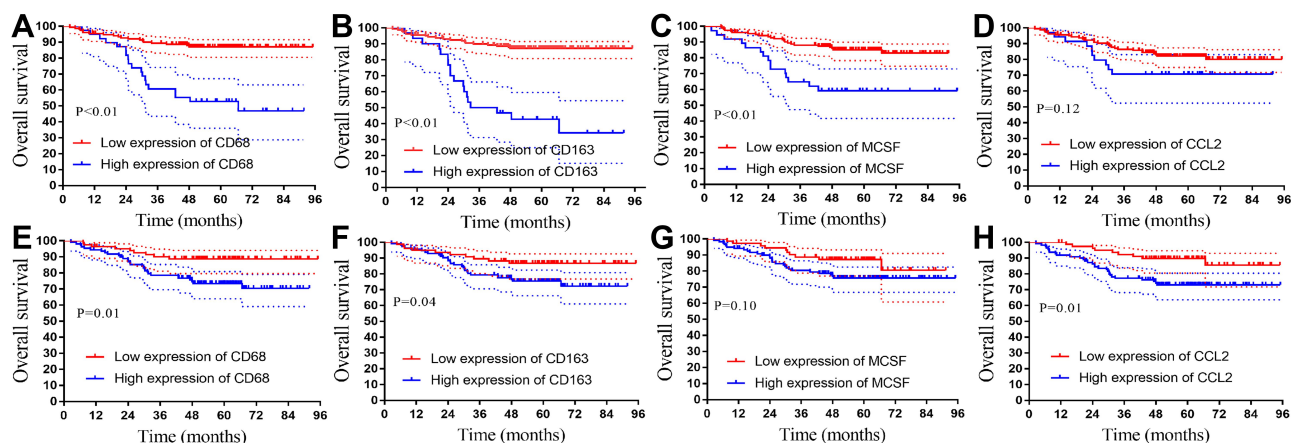 A
Overall survival
100
90
80
70
60
50
40
30
20
10
0
P<0.01
Low expression of CD68
High expression of CD68
0 12 24 36 48 60 72 84 96
Time (months)
B
Overall survival
100
90
80
70
60
50
40
30
20
10
0
P<0.01
Low expression of CD163
High expression of CD163
0 12 24 36 48 60 72 84 96
Time (months)
C
Overall survival
100
90
80
70
60
50
40
30
20
10
0
P<0.01
Low expression of MCSF
High expression of MCSF
0 12 24 36 48 60 72 84 96
Time (months)
D
Overall survival
100
90
80
70
60
50
40
30
20
10
0
P=0.12
Low expression of CCL2
High expression of CCL2
0 12 24 36 48 60 72 84 96
Time (months)
E
Overall survival
100
90
80
70
60
50
40
30
20
10
0
P=0.01
Low expression of CD68
High expression of CD68
0 12 24 36 48 60 72 84 96
Time (months)
F
Overall survival
100
90
80
70
60
50
40
30
20
10
0
P=0.04
Low expression of CD163
High expression of CD163
0 12 24 36 48 60 72 84 96
Time (months)
G
Overall survival
100
90
80
70
60
50
40
30
20
10
0
P=0.10
Low expression of MCSF
High expression of MCSF
0 12 24 36 48 60 72 84 96
Time (months)
H
Overall survival
100
90
80
70
60
50
40
30
20
10
0
P=0.01
Low expression of CCL2
High expression of CCL2
0 12 24 36 48 60 72 84 96
Time (months)